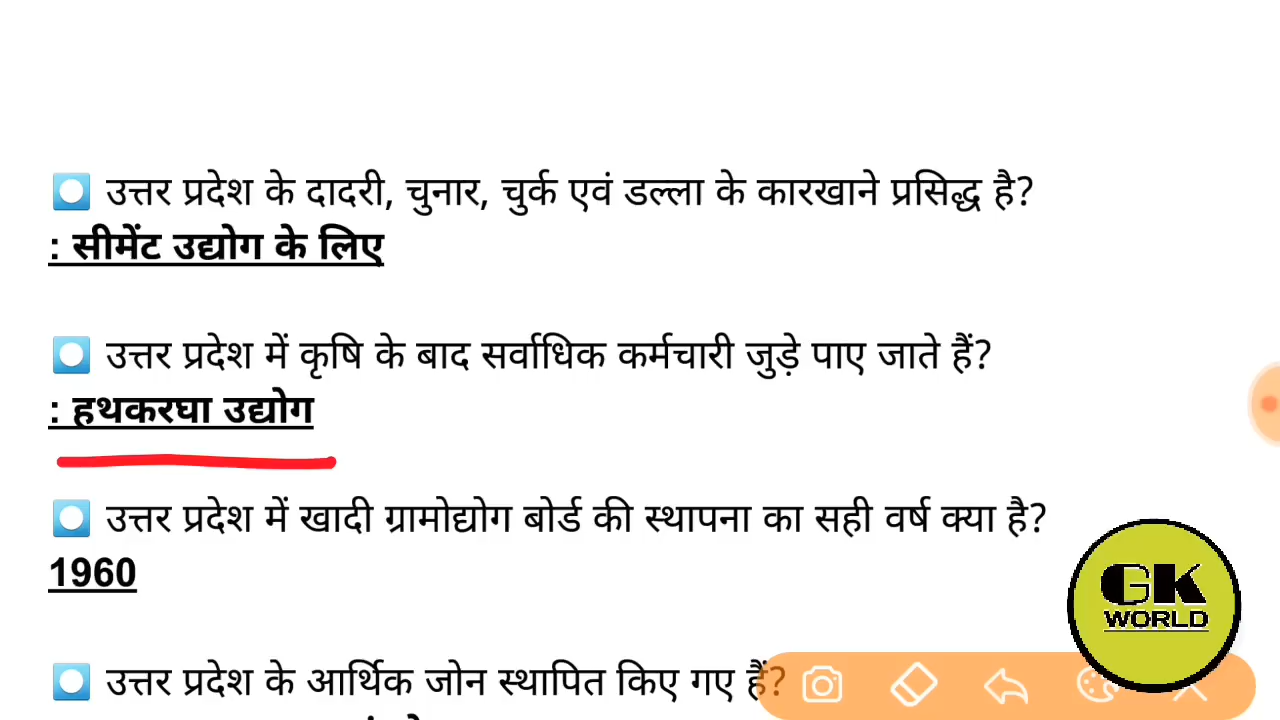 उत्तर प्रदेश के दादरी, चुनार, चुर्क एवं डल्ला के कारखाने प्रसिद्ध है?
: सीमेंट उद्योग के लिए
उत्तर प्रदेश में कृषि के बाद सर्वाधिक कर्मचारी जुड़े पाए जाते हैं?
: हथकरघा उद्योग
उत्तर प्रदेश में खादी ग्रामोद्योग बोर्ड की स्थापना का सही वर्ष क्या है?
1960
उत्तर प्रदेश के आर्थिक जोन स्थापित किए गए हैं?
GK
WORLD